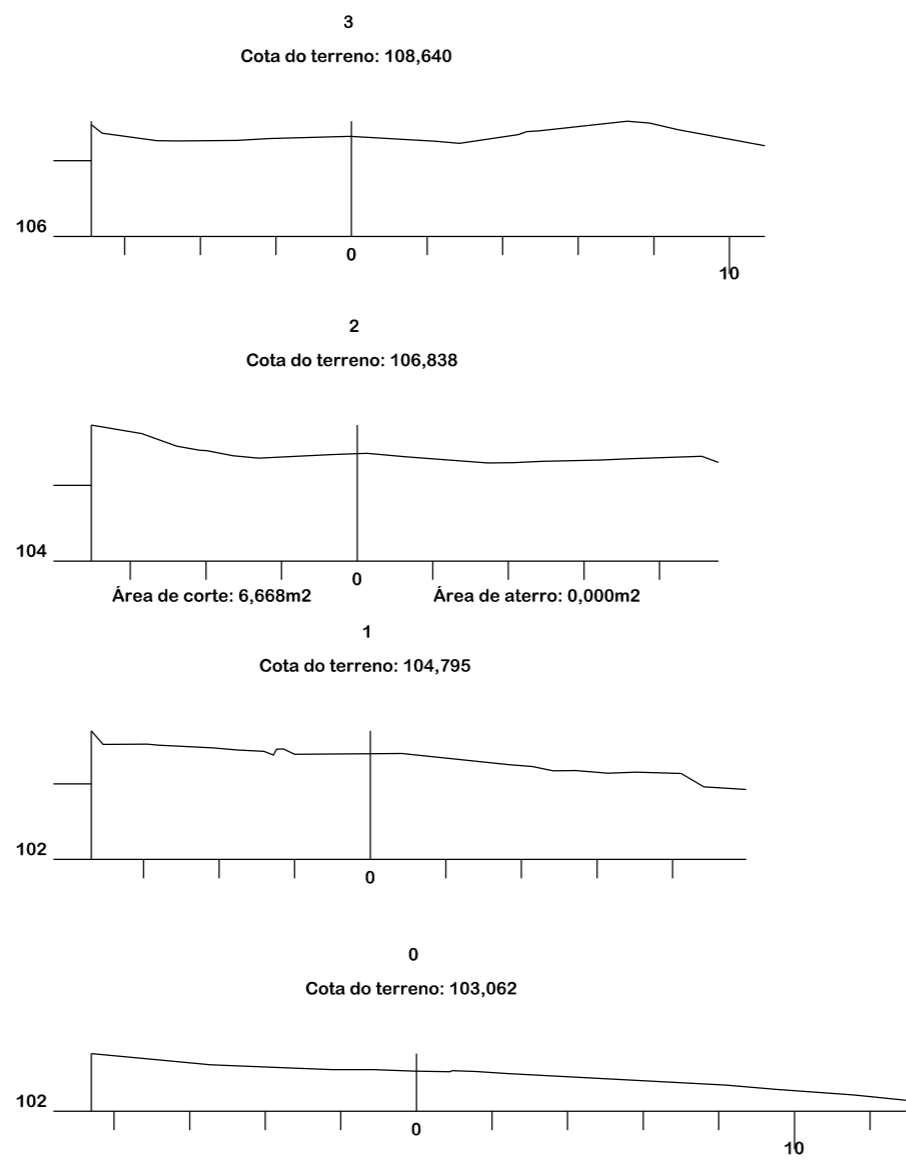 3
Cota do terreno: 108,640
106
0
10
2
Cota do terreno: 106,838
104
0
Área de corte: 6,668m2 Área de aterro: 0,000m2
1
Cota do terreno: 104,795
102
0
0
Cota do terreno: 103,062
102
0
10